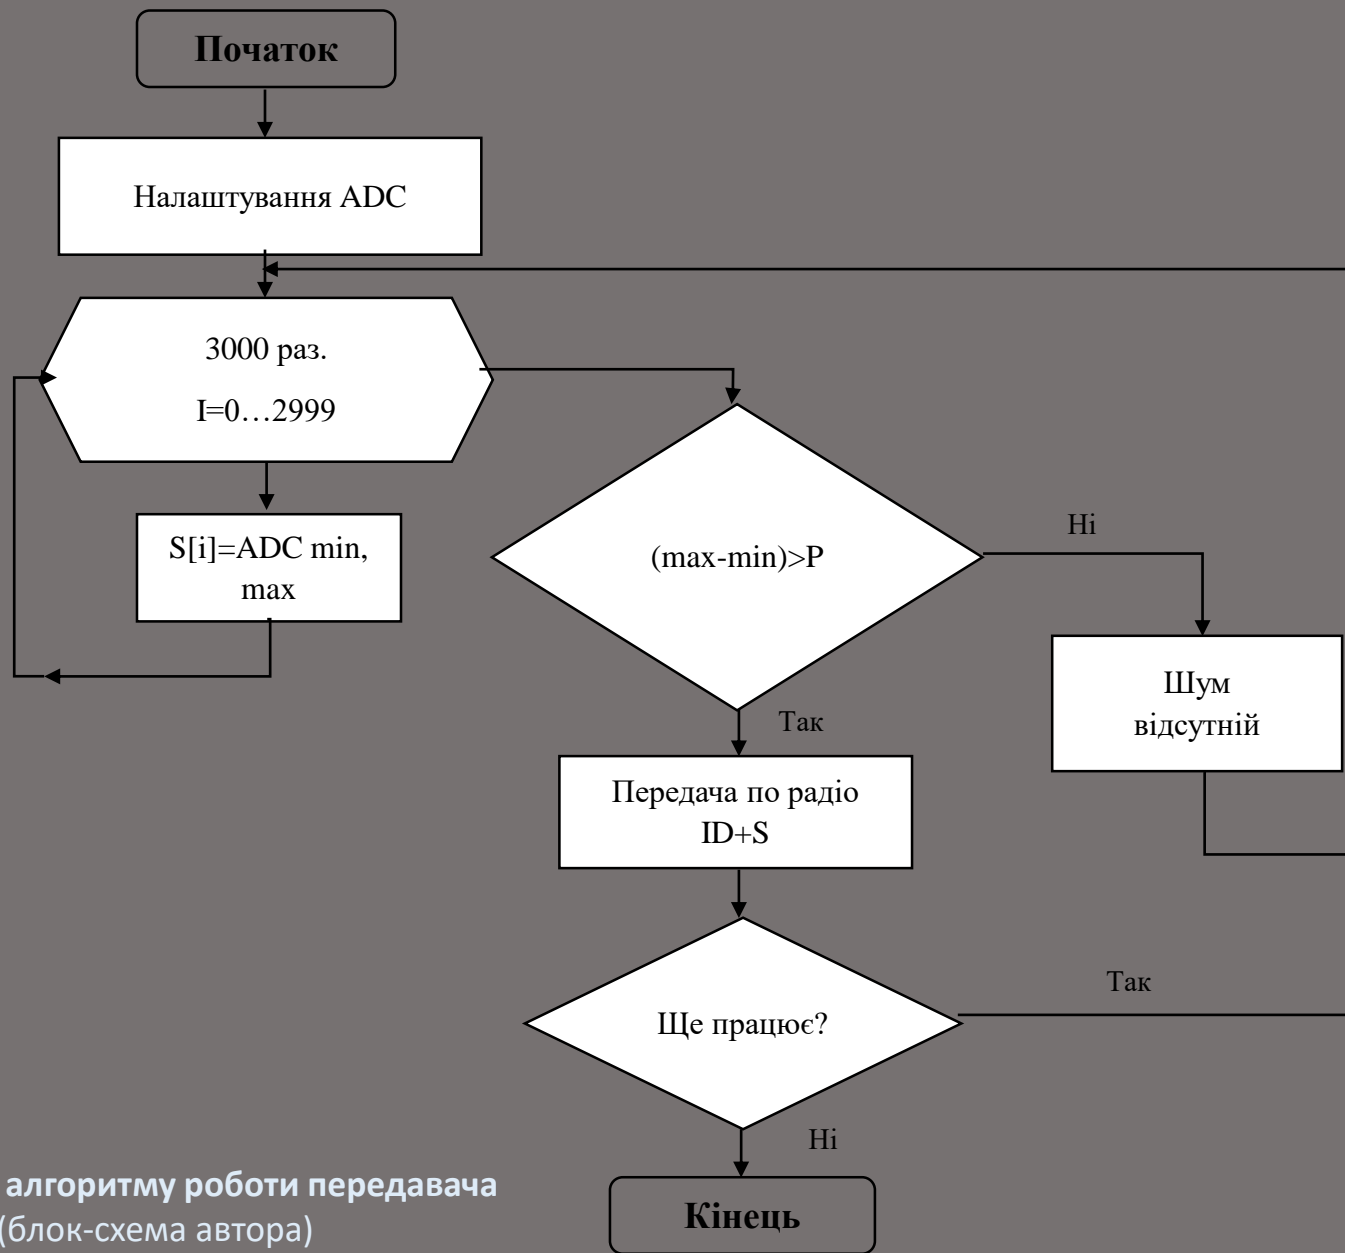 Початок
Налаштування ADC
3000 раз.
I=0…2999
S[i]=ADC min,
max
(max-min)>P
Ні
Шум
відсутній
Так
Передача по радіо
ID+S
Ще працює?
Так
Ні
Кінець
алгоритму роботи передавача
(блок-схема автора)